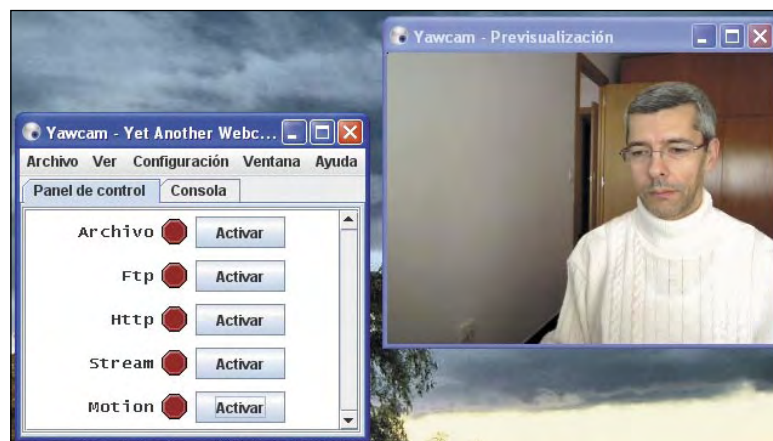 Yawcam - Previsualización
Yawcam - Yet Another Webc...
Archivo Ver Configuración Ventana Ayuda
Panel de control Consola
Archivo Activar
Ftp Activar
Http Activar
Stream Activar
Motion Activar